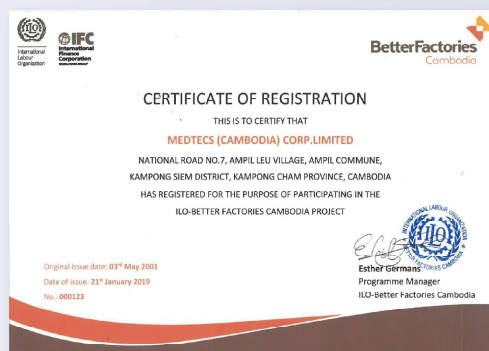 International
Labour
Organization
IFC
International
Finance
Corporation
BetterFactories
Cambodia
CERTIFICATE OF REGISTRATION
THIS IS TO CERTIFY THAT
MEDTECS (CAMBODIA) CORP.LIMITED
NATIONAL ROAD NO.7, AMPIL LEU VILLAGE, AMPIL COMMUNE,
KAMPONG SIEM DISTRICT, KAMPONG CHAM PROVINCE, CAMBODIA
HAS REGISTERED FOR THE PURPOSE OF PARTICIPATING IN THE
ILO-BETTER FACTORIES CAMBODIA PROJECT
Original issue date: 03rd May 2001
Date of issue: 21st January 2019
No.: 000123
Esther Germans
Programme Manager
ILO-Better Factories Cambodia